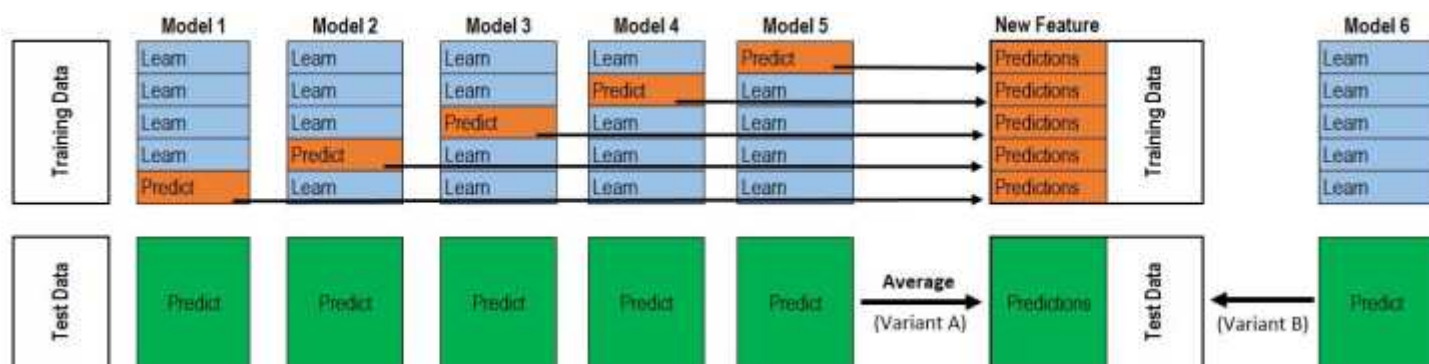 Model 1 Model 2 Model 3 Model 4 Model 5 New Feature Model 6
Training Data
Learn Learn Learn Learn Predict Predictions Learn
Learn Learn Learn Predict Learn Predictions Learn
Learn Learn Predict Learn Learn Predictions Learn
Learn Predict Learn Learn Learn Predictions Learn
Predict Learn Learn Learn Learn Predictions Learn
Training Data
Test Data
Predict Predict Predict Predict Predict
Average
(Variant A)
Predictions
Test Data
(Variant B)
Predict